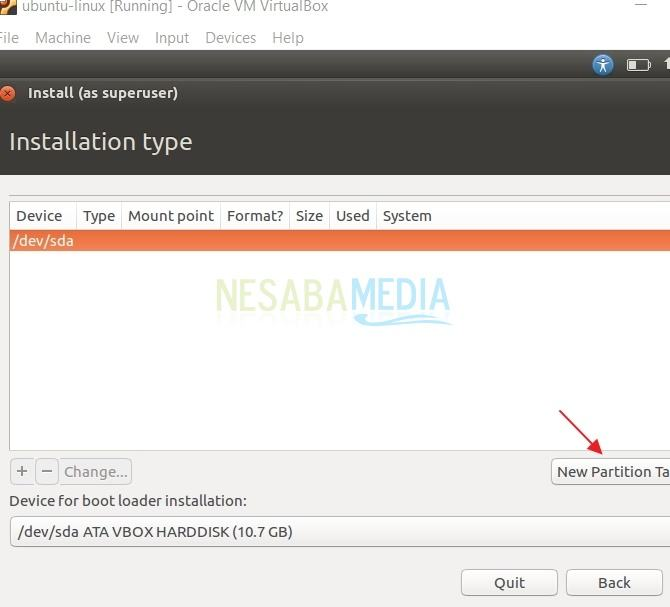 ubuntu-linux [Running] - Oracle VM VirtualBox
File Machine View Input Devices Help
Install (as superuser)
Installation type
Device Type Mount point Format? Size Used System
/dev/sda
NESABAMEDIA
+ − Change... New Partition Ta
Device for boot loader installation:
/dev/sda ATA VBOX HARDDISK (10.7 GB)
Quit Back